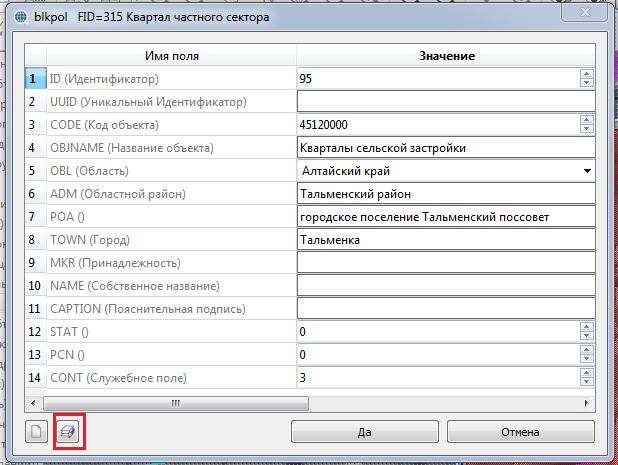 blkpol FID=315 Квартал частного сектора
Имя поля Значение
1 ID (Идентификатор) 95
2 UUID (Уникальный Идентификатор)
3 CODE (Код объекта) 45120000
4 OBJNAME (Название объекта) Кварталы сельской застройки
5 OBL (Область) Алтайский край
6 ADM (Областной район) Тальменский район
7 POA () городское поселение Тальменский поссовет
8 TOWN (Город) Тальменка
9 MKR (Принадлежность)
10 NAME (Собственное название)
11 CAPTION (Пояснительная подпись)
12 STAT () 0
13 PCN () 0
14 CONT (Служебное поле) 3
Да Отмена